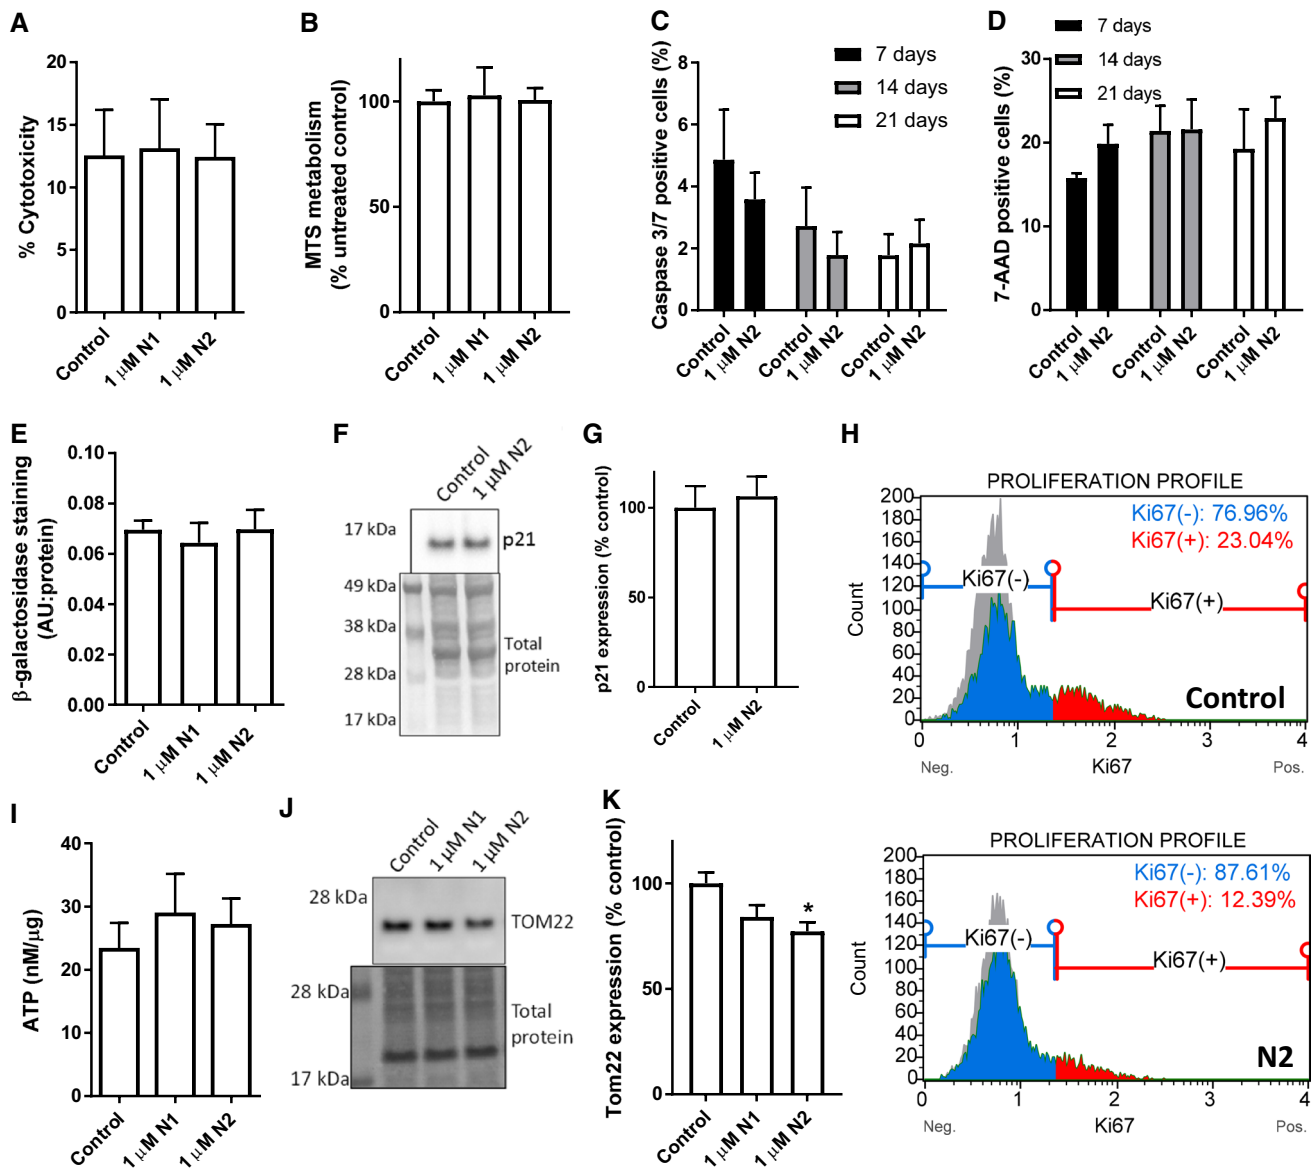 A
% Cytotoxicity
20
15
10
5
0
Control
1 µM N1
1 µM N2
B
MTS metabolism
(% untreated control)
100
50
0
Control
1 µM N1
1 µM N2
C
Caspase 3/7 positive cells (%)
8
6
4
2
0
7 days
14 days
21 days
Control
1 µM N2
Control
1 µM N2
Control
1 µM N2
D
7-AAD positive cells (%)
30
20
10
0
7 days
14 days
21 days
Control
1 µM N2
Control
1 µM N2
Control
1 µM N2
E
β-galactosidase staining
(AU:protein)
0.10
0.08
0.06
0.04
0.02
0.00
Control
1 µM N1
1 µM N2
F
Control
1 µM N2
17 kDa
p21
49 kDa
38 kDa
28 kDa
17 kDa
Total
protein
G
p21 expression (% control)
100
50
0
Control
1 µM N2
H
PROLIFERATION PROFILE
Ki67(-): 76.96%
Ki67(+): 23.04%
Ki67(-)
Ki67(+)
Count
200
180
160
140
120
100
80
60
40
20
0
Control
0 1 2 3 4
Neg. Ki67 Pos.
PROLIFERATION PROFILE
Ki67(-): 87.61%
Ki67(+): 12.39%
Ki67(-)
Ki67(+)
Count
200
180
160
140
120
100
80
60
40
20
0
N2
0 1 2 3 4
Neg. Ki67 Pos.
I
ATP (nM/µg)
40
30
20
10
0
Control
1 µM N1
1 µM N2
J
Control
1 µM N1
1 µM N2
28 kDa
TOM22
28 kDa
17 kDa
Total
protein
K
Tom22 expression (% control)
100
50
0
*
Control
1 µM N1
1 µM N2